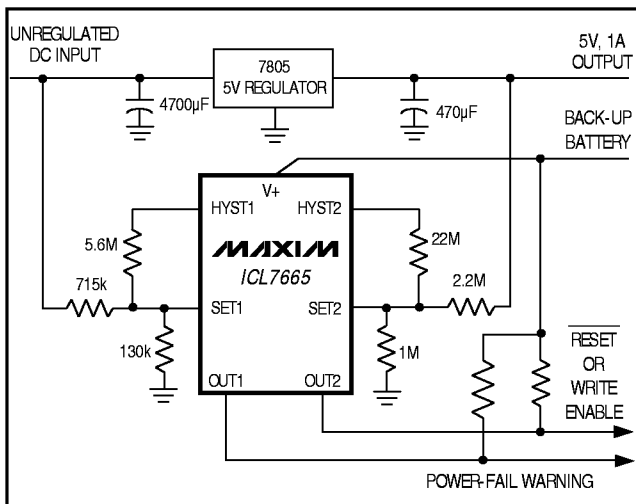 UNREGULATED
DC INPUT
7805
5V REGULATOR
5V, 1A
OUTPUT
4700µF
470µF
BACK-UP
BATTERY
V+
HYST1
HYST2
5.6M
MAXIM
22M
ICL7665
715k
2.2M
SET1
SET2
130k
1M
RESET
OR
WRITE
ENABLE
OUT1
OUT2
POWER-FAIL WARNING